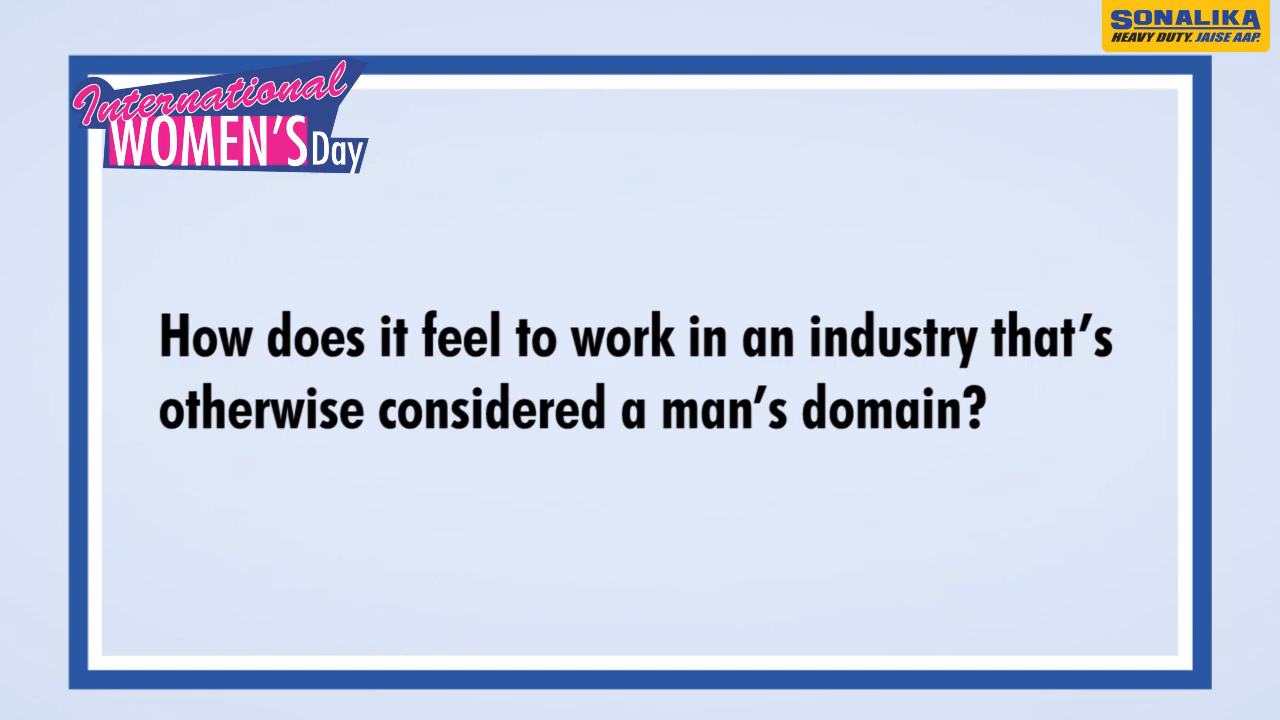 SONALIKA
HEAVY DUTY. JAISE AAP.
International
WOMEN'S Day
How does it feel to work in an industry that's
otherwise considered a man's domain?